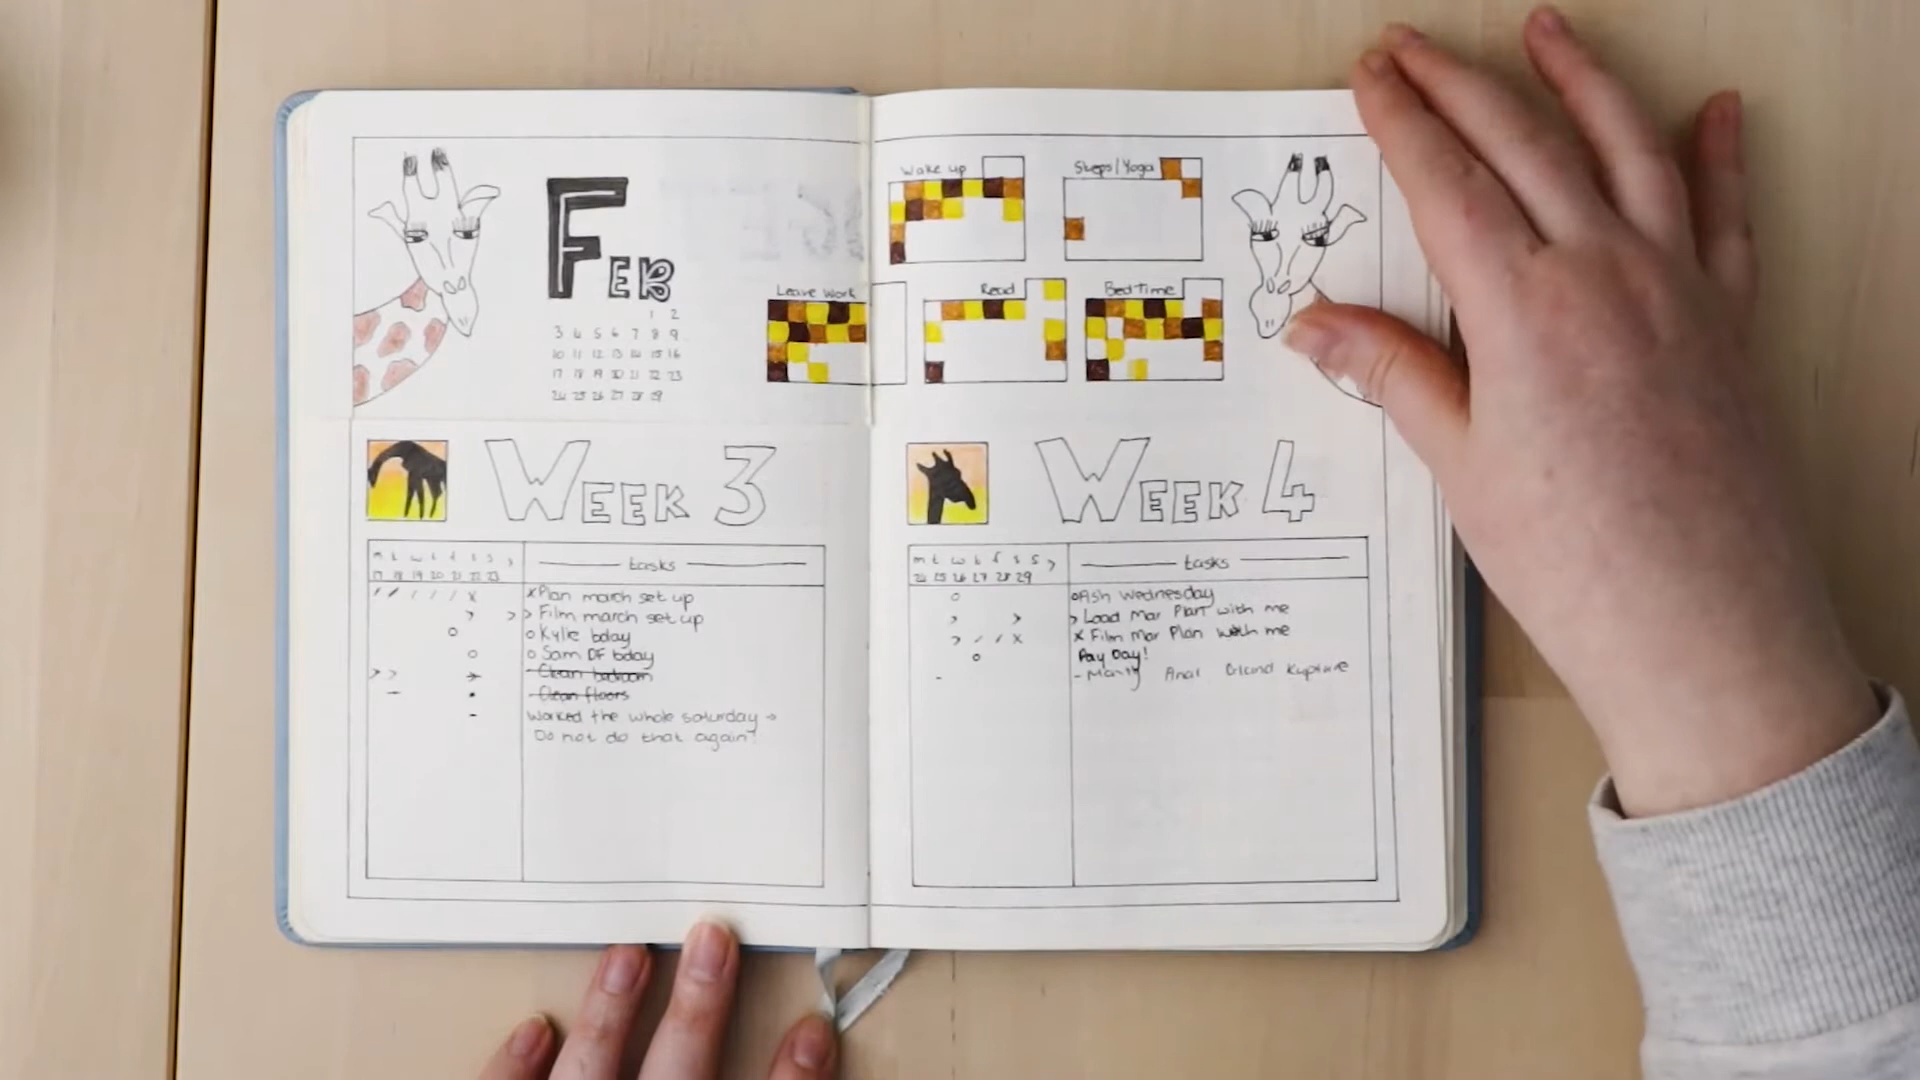 FEB
1 2
3 4 5 6 7 8 9
10 11 12 13 14 15 16
17 18 19 20 21 22 23
24 25 26 27 28 29
Wake up
Steps/Yoga
Leave Work
Read
BedTime
WEEK 3
m t w t f s s >
17 18 19 20 21 22 23
tasks
x Plan march set up
> Film march set up
o Kylie bday
o Sam DF bday
- Clean bedroom
- Clean floors
Worked the whole saturday →
Do not do that again!
WEEK 4
m t w t f s s >
24 25 26 27 28 29
tasks
o Ash Wednesday
> Load Mar Plan with me
x Film Mar Plan with me
Pay Day!
- Monty Anal Gland Rupture